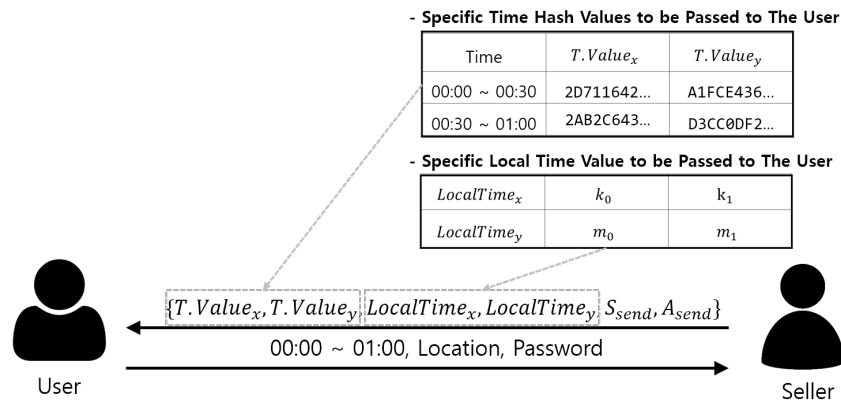 - Specific Time Hash Values to be Passed to The User
Time T.Value_x T.Value_y
00:00 ~ 00:30 2D711642... A1FCE436...
00:30 ~ 01:00 2AB2C643... D3CC0DF2...
- Specific Local Time Value to be Passed to The User
LocalTime_x k_0 k_1
LocalTime_y m_0 m_1
{T.Value_x, T.Value_y, LocalTime_x, LocalTime_y, S_send, A_send}
00:00 ~ 01:00, Location, Password
User
Seller